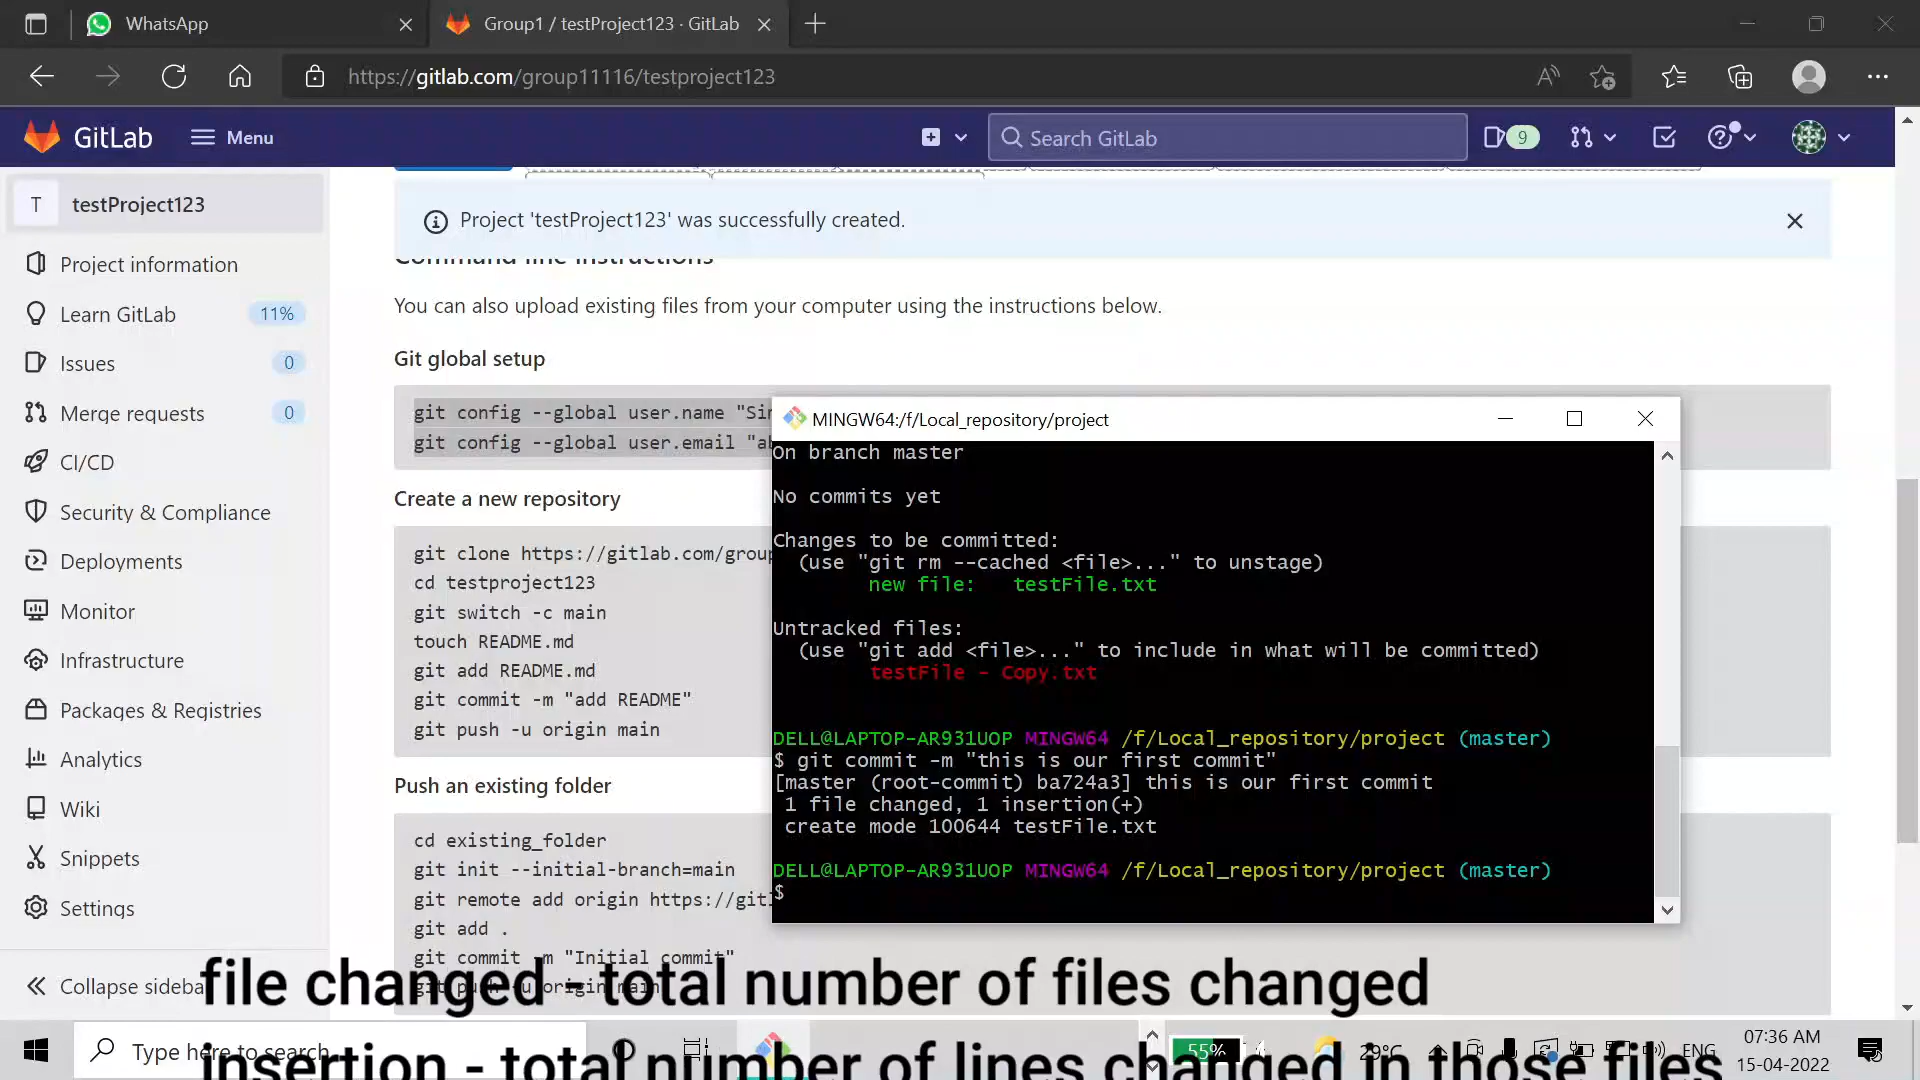 WhatsApp
Group1 / testProject123 · GitLab
https://gitlab.com/group11116/testproject123
GitLab
Menu
Search GitLab
9
T testProject123
Project information
Learn GitLab 11%
Issues 0
Merge requests 0
CI/CD
Security & Compliance
Deployments
Monitor
Infrastructure
Packages & Registries
Analytics
Wiki
Snippets
Settings
Collapse sideba
Project 'testProject123' was successfully created.
Command line instructions
You can also upload existing files from your computer using the instructions below.
Git global setup
git config --global user.name "Si
git config --global user.email "a
Create a new repository
git clone https://gitlab.com/group
cd testproject123
git switch -c main
touch README.md
git add README.md
git commit -m "add README"
git push -u origin main
Push an existing folder
cd existing_folder
git init --initial-branch=main
git remote add origin https://git
git add .
git commit -m "Initial commit"
git push -u origin main
MINGW64:/f/Local_repository/project
On branch master
No commits yet
Changes to be committed:
(use "git rm --cached <file>..." to unstage)
new file: testFile.txt
Untracked files:
(use "git add <file>..." to include in what will be committed)
testFile - Copy.txt
DELL@LAPTOP-AR931UOP MINGW64 /f/Local_repository/project (master)
$ git commit -m "this is our first commit"
[master (root-commit) ba724a3] this is our first commit
1 file changed, 1 insertion(+)
create mode 100644 testFile.txt
DELL@LAPTOP-AR931UOP MINGW64 /f/Local_repository/project (master)
$
file changed - total number of files changed
insertion - total number of lines changed in those files
Type here to search
55%
29°C
ENG
07:36 AM
15-04-2022